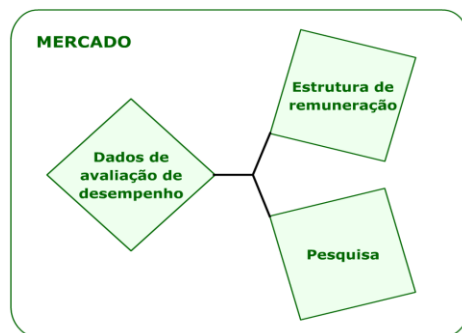 MERCADO
Estrutura de
remuneração
Dados de
avaliação de
desempenho
Pesquisa